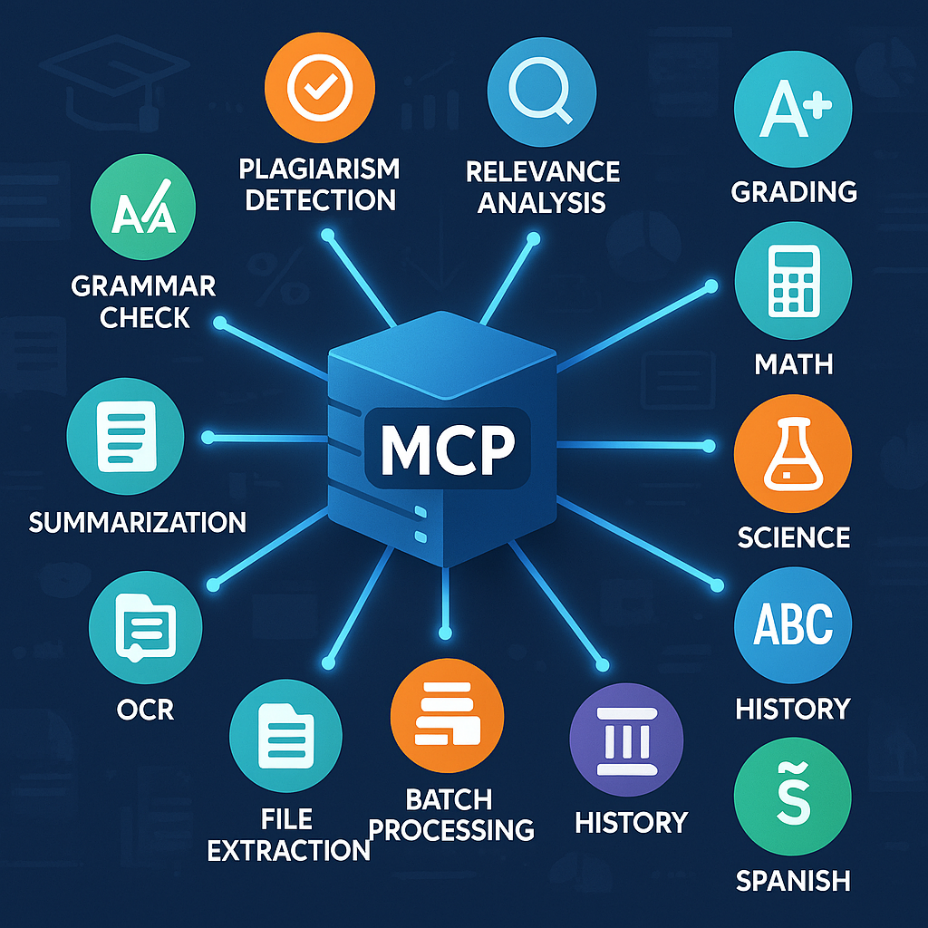 PLAGIARISM
DETECTION
RELEVANCE
ANALYSIS
A+
GRADING
AA
GRAMMAR
CHECK
MATH
MCP
SUMMARIZATION
SCIENCE
OCR
ABC
HISTORY
FILE
EXTRACTION
BATCH
PROCESSING
HISTORY
S̃
SPANISH